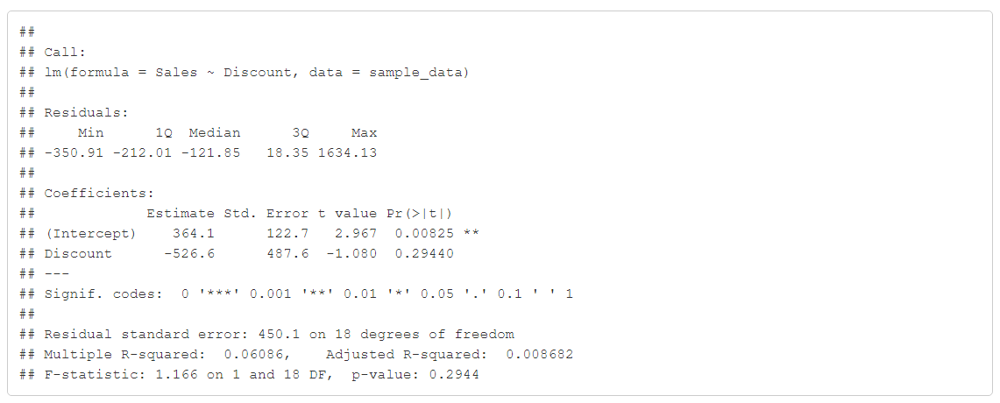 ##
## Call:
## lm(formula = Sales ~ Discount, data = sample_data)
##
## Residuals:
##     Min      1Q  Median      3Q     Max
## -350.91 -212.01 -121.85   18.35 1634.13
##
## Coefficients:
##             Estimate Std. Error t value Pr(>|t|)
## (Intercept)    364.1      122.7   2.967  0.00825 **
## Discount      -526.6      487.6  -1.080  0.29440
## ---
## Signif. codes:  0 '***' 0.001 '**' 0.01 '*' 0.05 '.' 0.1 ' ' 1
##
## Residual standard error: 450.1 on 18 degrees of freedom
## Multiple R-squared:  0.06086,    Adjusted R-squared:  0.008682
## F-statistic: 1.166 on 1 and 18 DF,  p-value: 0.2944